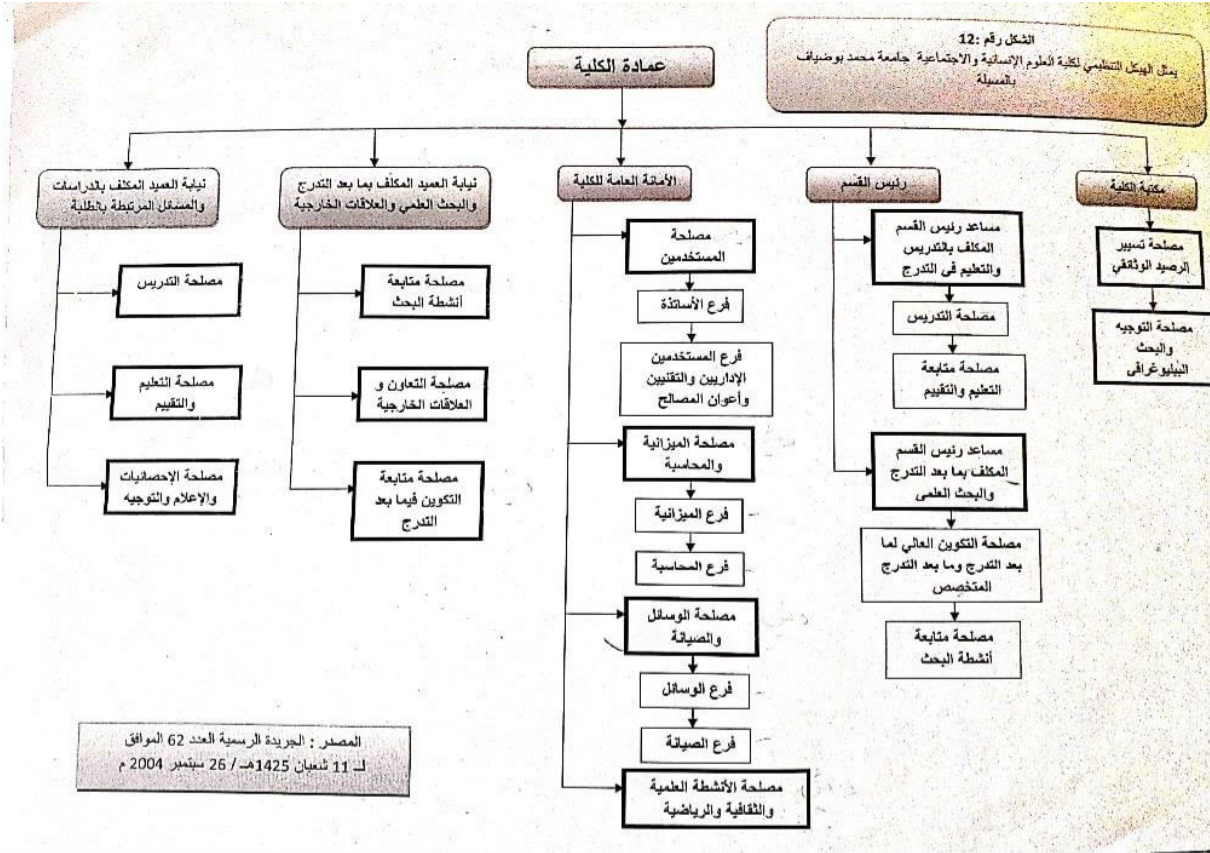 الشكل رقم :12
يمثل الهيكل التنظيمي لكلية العلوم الإنسانية والاجتماعية جامعة محمد بوضياف
بالمسيلة
عمادة الكلية
مكتبة الكلية
مصلحة تسيير
الرصيد الوثائقي
مصلحة التوجيه
والبحث
الببليوغرافي
رئيس القسم
مساعد رئيس القسم
المكلف بالتدريس
والتعليم في التدرج
مصلحة التدريس
مصلحة متابعة
التعليم والتقييم
مساعد رئيس القسم
المكلف بما بعد التدرج
والبحث العلمي
مصلحة التكوين العالي لما
بعد التدرج وما بعد التدرج
المتخصص
مصلحة متابعة
أنشطة البحث
الأمانة العامة للكلية
مصلحة
المستخدمين
فرع الأساتذة
فرع المستخدمين
الإداريين والتقنيين
وأعوان المصالح
مصلحة الميزانية
والمحاسبة
فرع الميزانية
فرع المحاسبة
مصلحة الوسائل
والصيانة
فرع الوسائل
فرع الصيانة
مصلحة الأنشطة العلمية
والثقافية والرياضية
نيابة العميد المكلف بما بعد التدرج
والبحث العلمي والعلاقات الخارجية
مصلحة متابعة
أنشطة البحث
مصلحة التعاون و
العلاقات الخارجية
مصلحة متابعة
التكوين فيما بعد
التدرج
نيابة العميد المكلف بالدراسات
والمسائل المرتبطة بالطلبة
مصلحة التدريس
مصلحة التعليم
والتقييم
مصلحة الإحصائيات
والإعلام والتوجيه
المصدر : الجريدة الرسمية العدد 62 الموافق
لـ 11 شعبان 1425هـ / 26 سبتمبر 2004 م